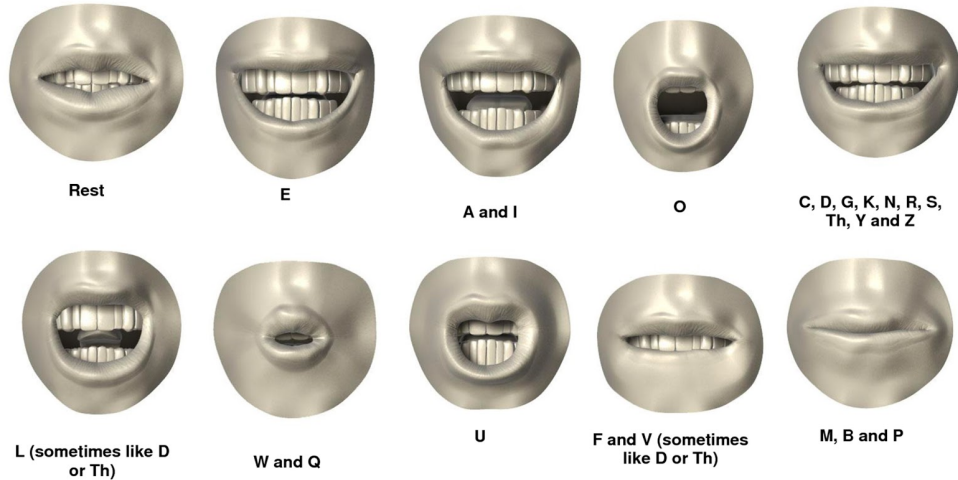 Rest
E
A and I
O
C, D, G, K, N, R, S,
Th, Y and Z
L (sometimes like D
or Th)
W and Q
U
F and V (sometimes
like D or Th)
M, B and P